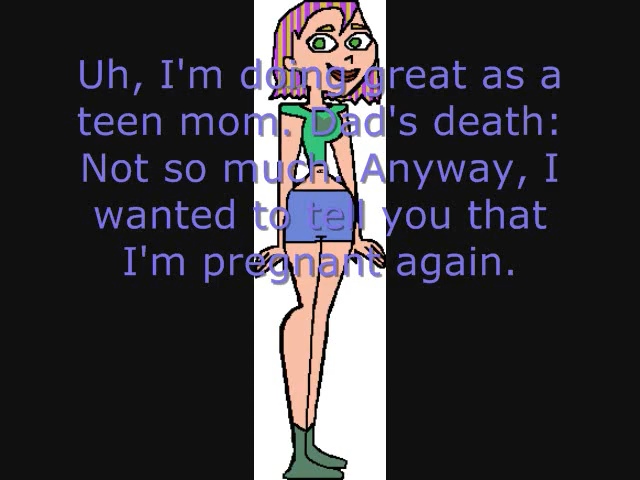 Uh, I'm doing great as a
teen mom. Dad's death:
Not so much. Anyway, I
wanted to tell you that
I'm pregnant again.